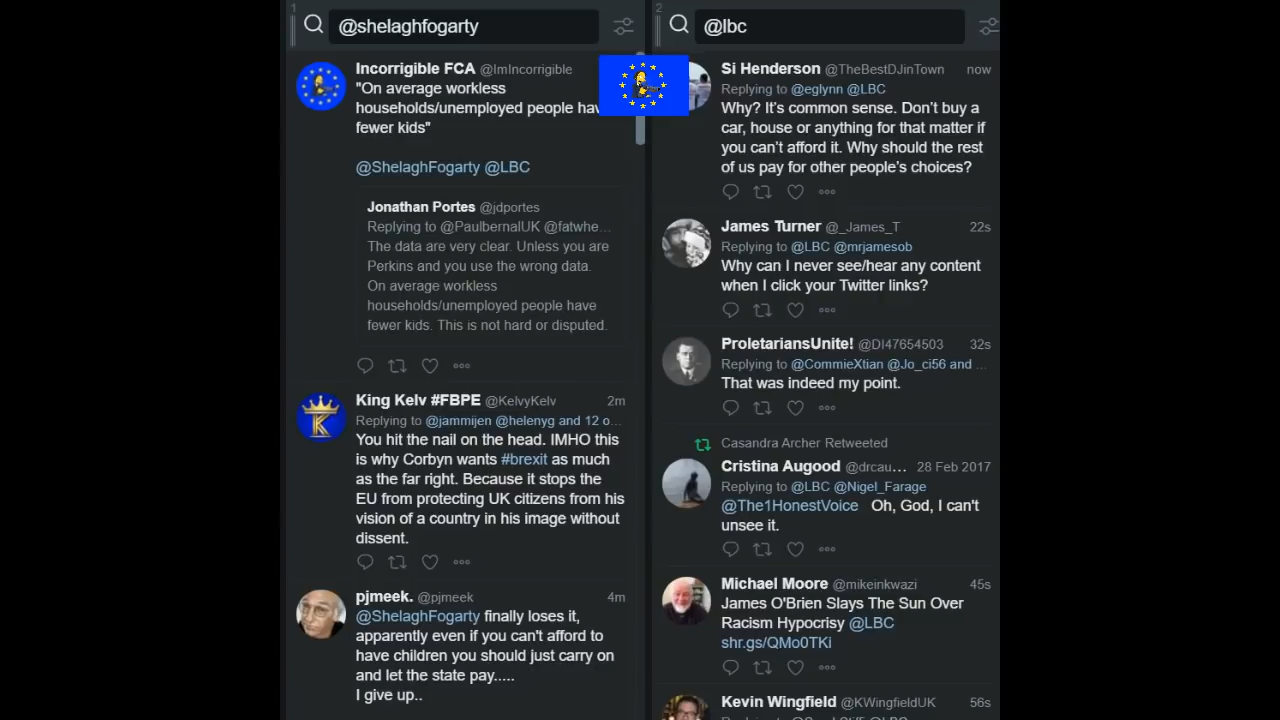 1
@shelaghfogarty
Incorrigible FCA @ImIncorrigible
"On average workless
households/unemployed people hav
fewer kids"
@ShelaghFogarty @LBC
Jonathan Portes @jdportes
Replying to @PaulbernalUK @fatwhe...
The data are very clear. Unless you are
Perkins and you use the wrong data.
On average workless
households/unemployed people have
fewer kids. This is not hard or disputed.
King Kelv #FBPE @KelvyKelv 2m
Replying to @jammijen @helenyg and 12 o...
You hit the nail on the head. IMHO this
is why Corbyn wants #brexit as much
as the far right. Because it stops the
EU from protecting UK citizens from his
vision of a country in his image without
dissent.
pjmeek. @pjmeek 4m
@ShelaghFogarty finally loses it,
apparently even if you can't afford to
have children you should just carry on
and let the state pay.....
I give up..
2
@lbc
Si Henderson @TheBestDJinTown now
Replying to @eglynn @LBC
Why? It's common sense. Don't buy a
car, house or anything for that matter if
you can't afford it. Why should the rest
of us pay for other people's choices?
James Turner @_James_T 22s
Replying to @LBC @mrjamesob
Why can I never see/hear any content
when I click your Twitter links?
ProletariansUnite! @DI47654503 32s
Replying to @CommieXtian @Jo_ci56 and ...
That was indeed my point.
Casandra Archer Retweeted
Cristina Augood @drcau... 28 Feb 2017
Replying to @LBC @Nigel_Farage
@The1HonestVoice Oh, God, I can't
unsee it.
Michael Moore @mikeinkwazi 45s
James O'Brien Slays The Sun Over
Racism Hypocrisy @LBC
shr.gs/QMo0TKi
Kevin Wingfield @KWingfieldUK 56s